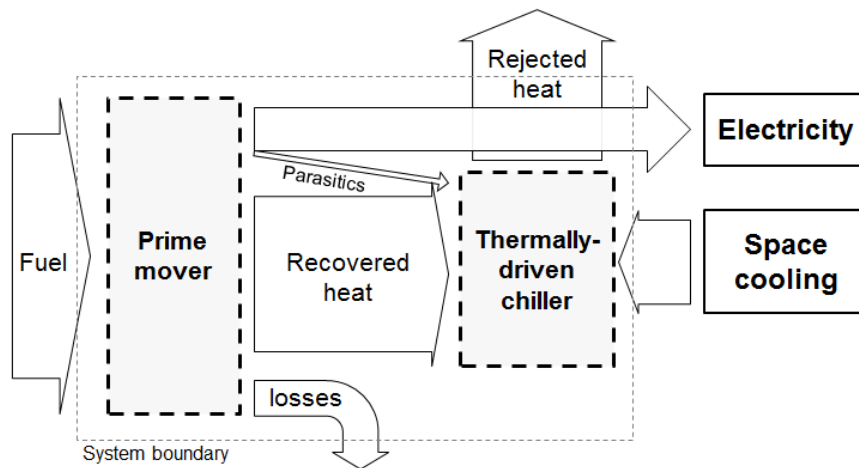 Rejected
heat
Electricity
Parasitics
Fuel
Prime
mover
Recovered
heat
Thermally-
driven
chiller
Space
cooling
losses
System boundary